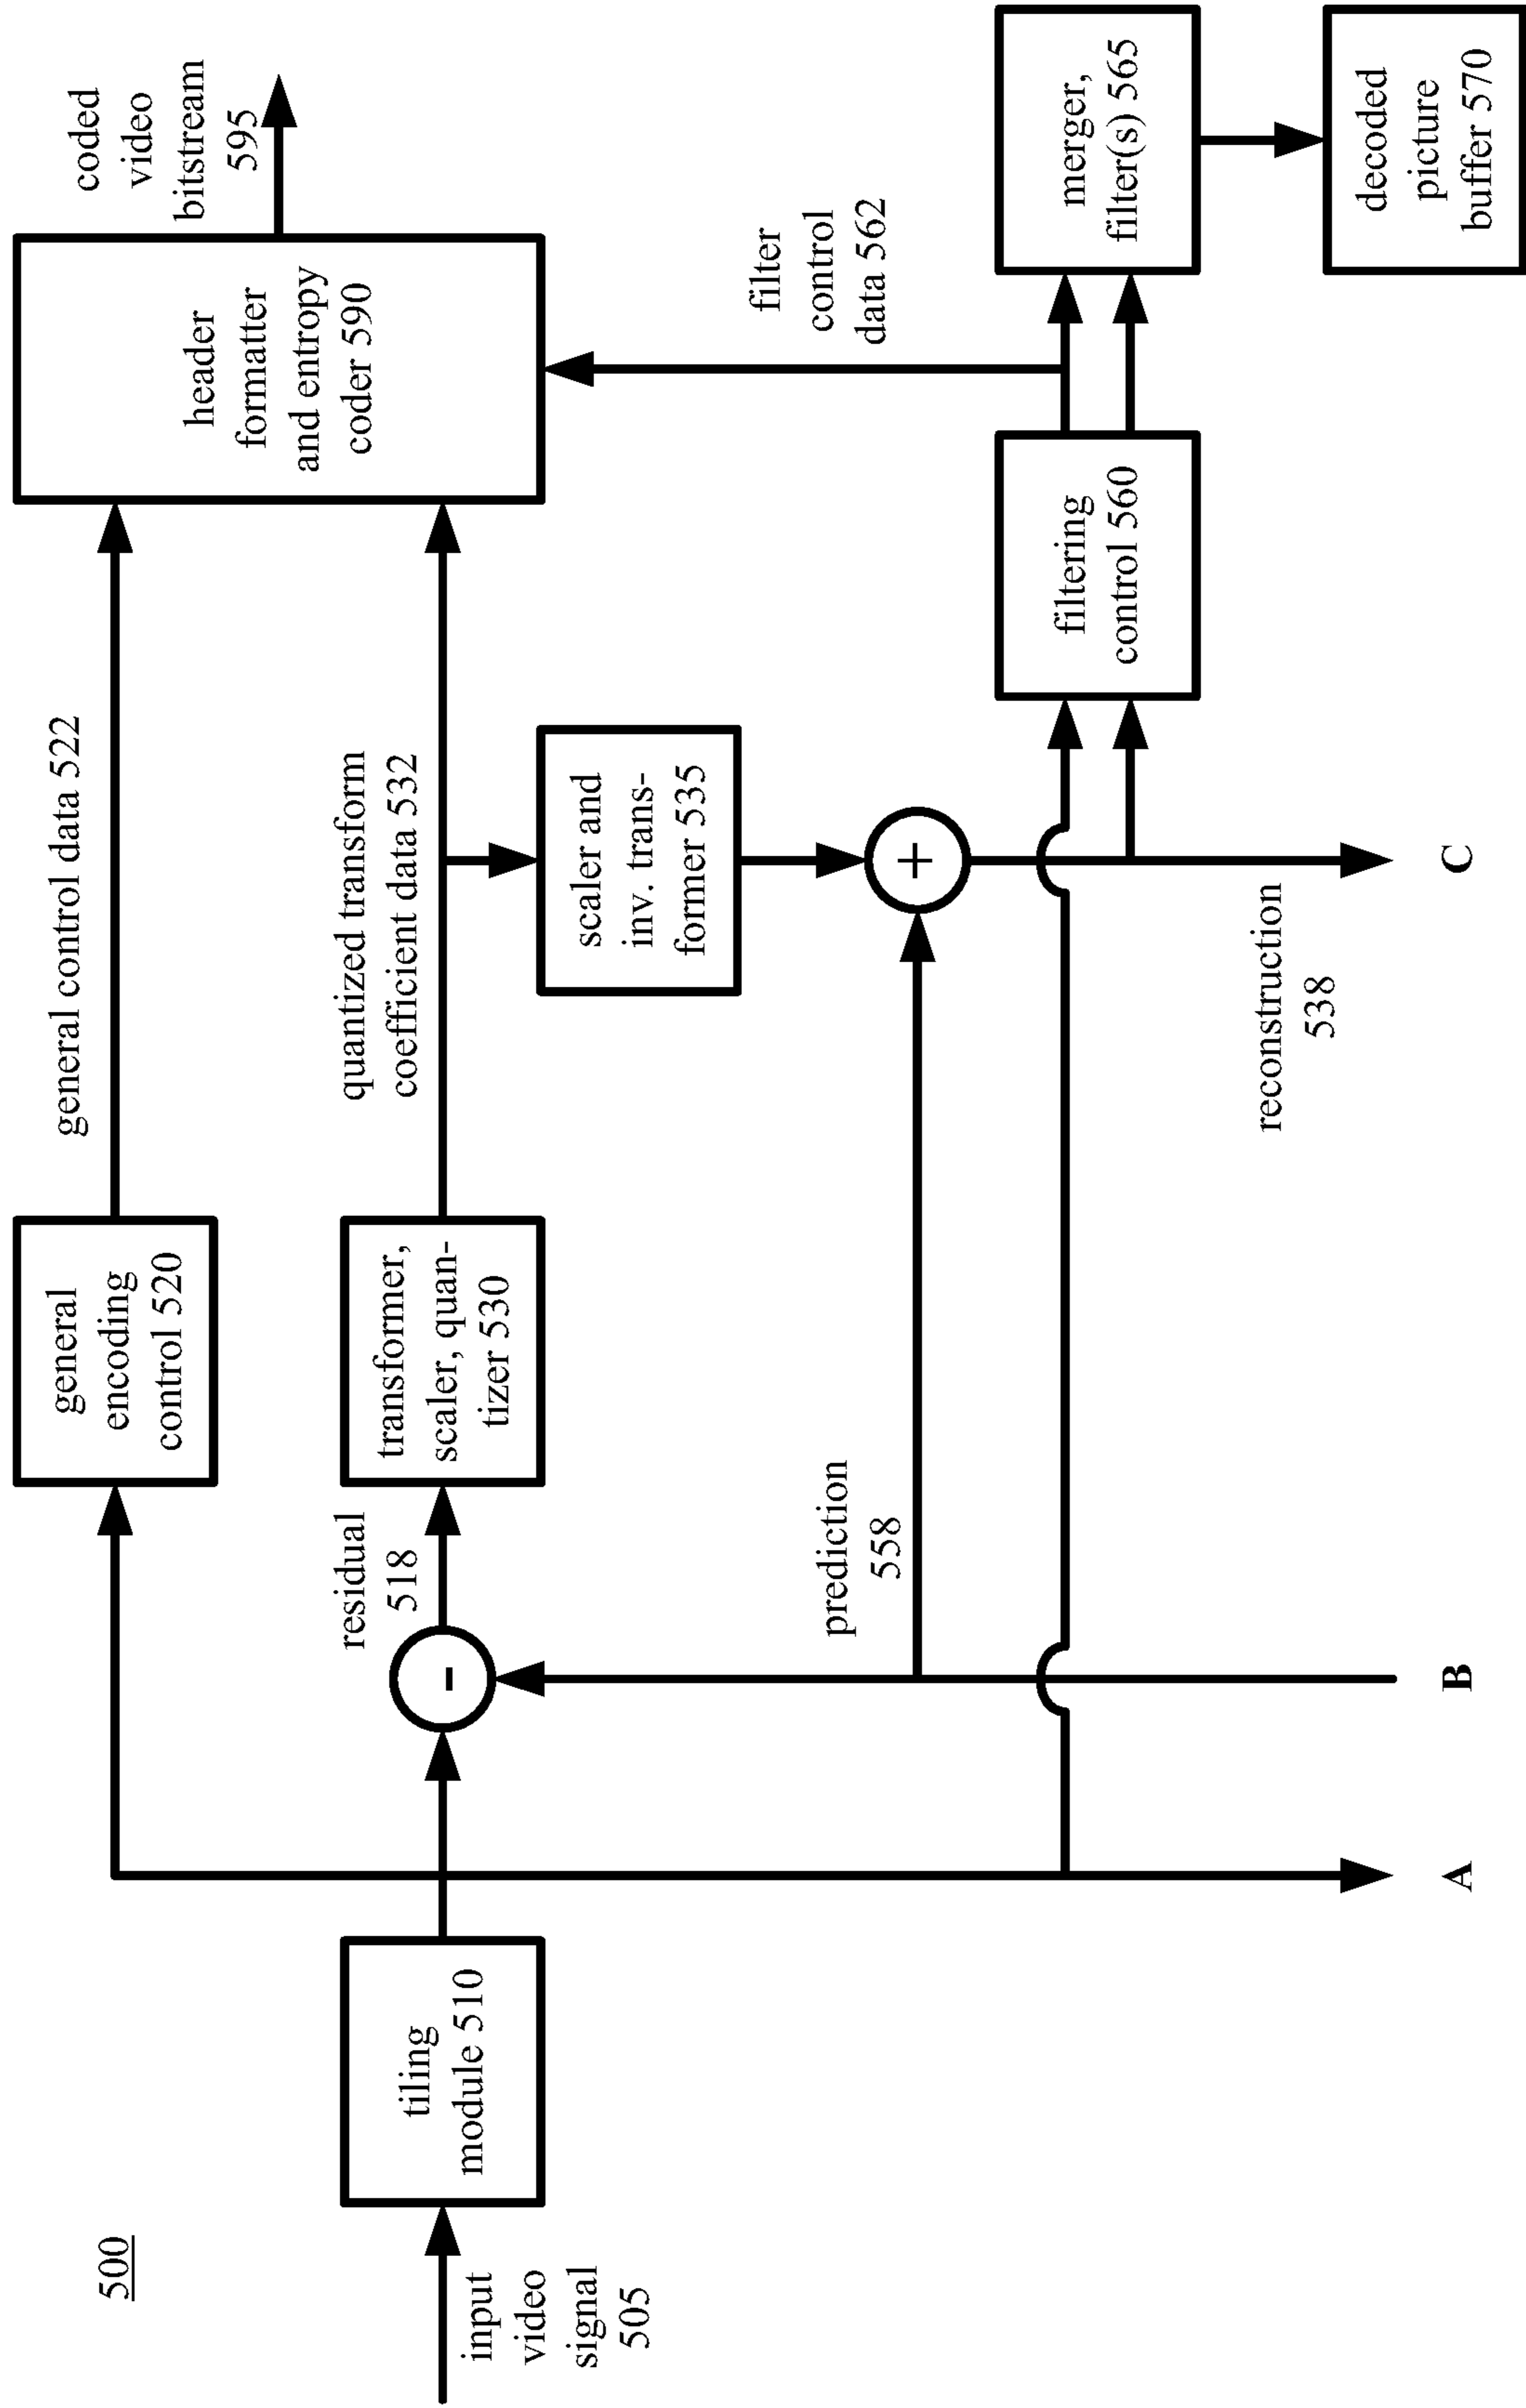 500
input
video
signal
505
tiling
module 510
general
encoding
control 520
general control data 522
residual
518
transformer,
scaler, quan-
tizer 530
quantized transform
coefficient data 532
header
formatter
and entropy
coder 590
coded
video
bitstream
595
scaler and
inv. trans-
former 535
-
+
prediction
558
filter
control
data 562
filtering
control 560
merger,
filter(s) 565
decoded
picture
buffer 570
reconstruction
538
A
B
C